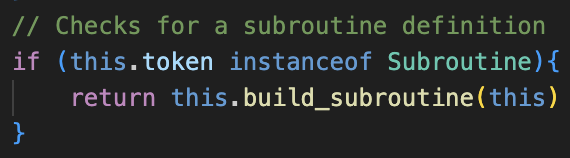 // Checks for a subroutine definition
if (this.token instanceof Subroutine){
    return this.build_subroutine(this)
}